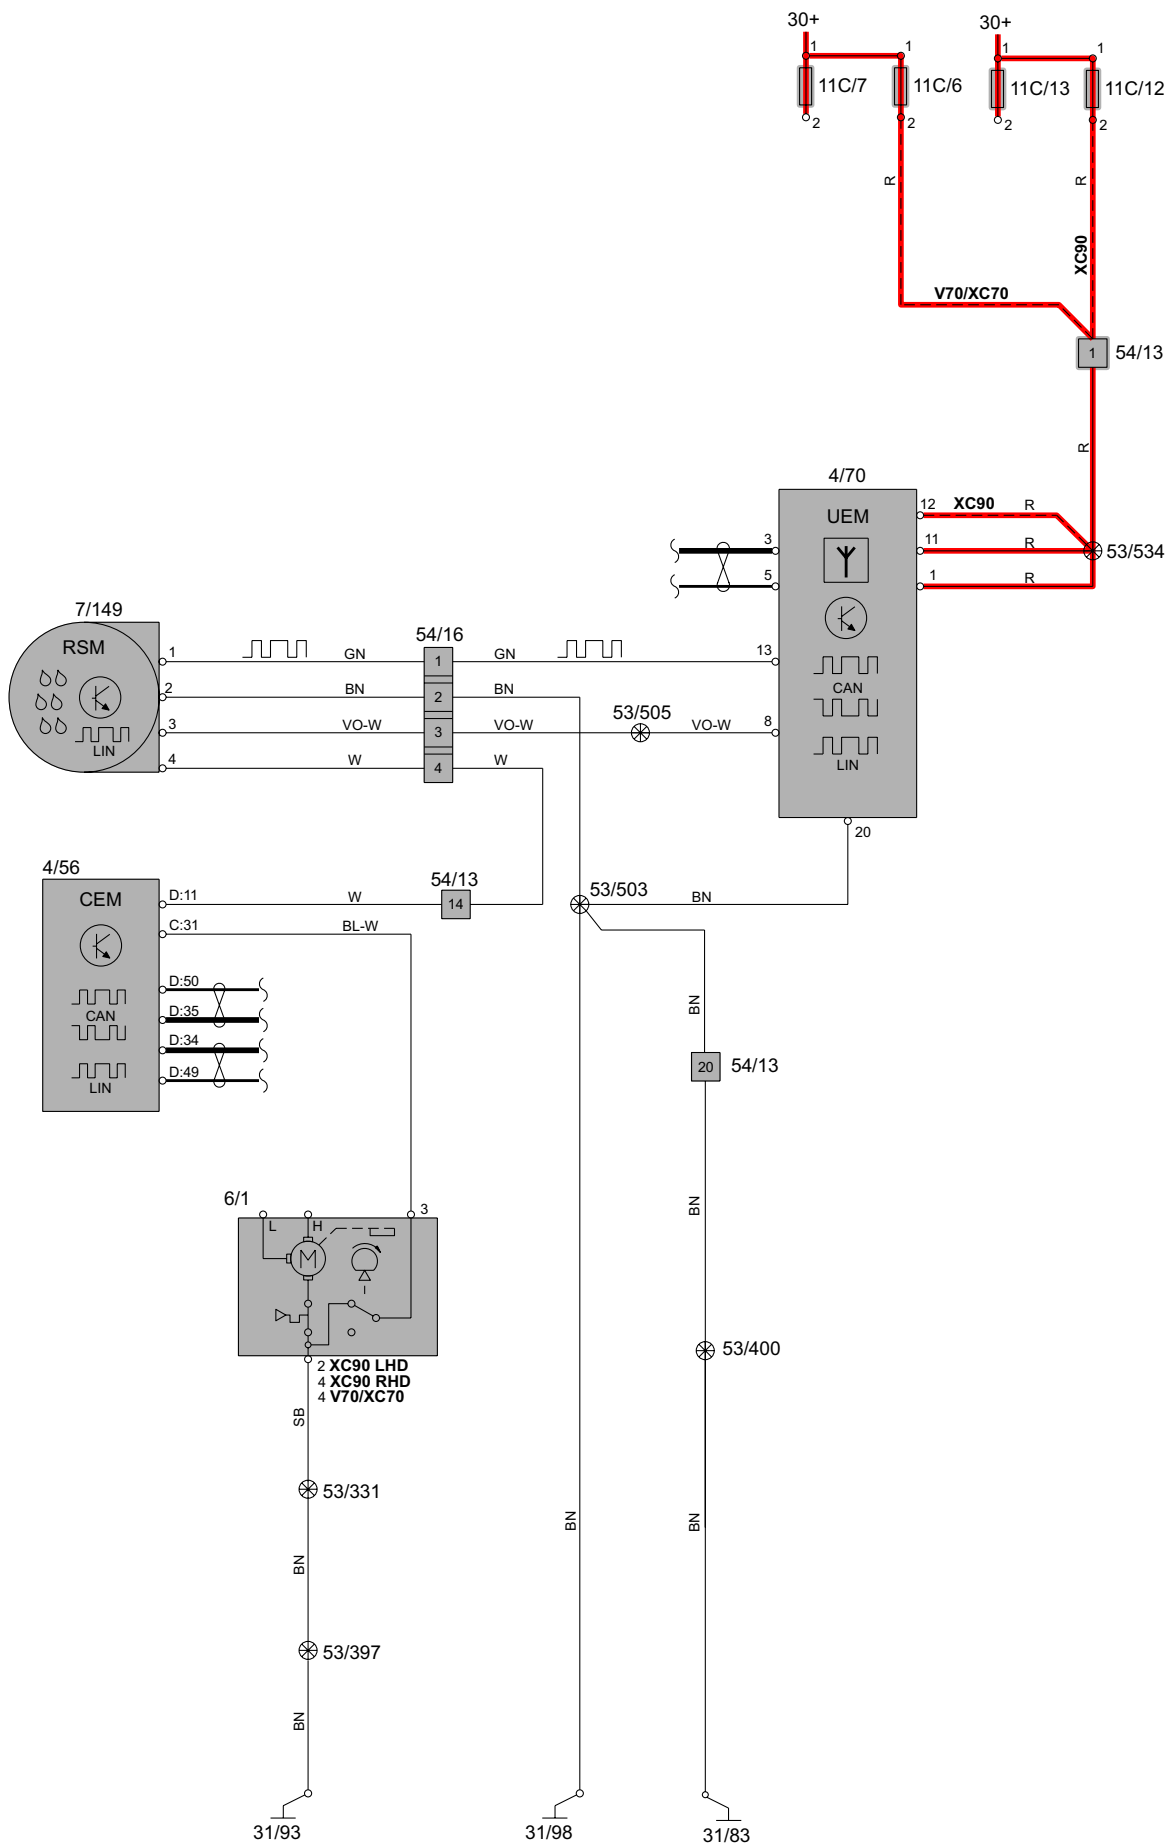 30+ 30+
1 1 1 1
11C/7 11C/6 11C/13 11C/12
2 2 2 2
R R
XC90
V70/XC70
1 54/13
R
4/70
12 XC90 R
UEM
3 11 R 53/534
5 1 R
7/149
RSM 54/16
1 GN 1 GN 13
CAN
2 BN 2 BN
53/505
3 VO-W 3 VO-W VO-W 8
LIN LIN
4 W 4 W
20
4/56
CEM 54/13 53/503
D:11 W 14 BN
C:31 BL-W
D:50
BN
CAN D:35
D:34
20 54/13
LIN D:49
6/1 3
BN
L H
M
53/400
2 XC90 LHD
4 XC90 RHD
4 V70/XC70
SB
53/331
BN BN
BN
53/397
BN
31/93 31/98 31/83